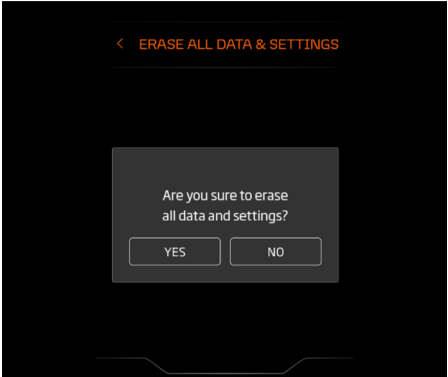 ERASE ALL DATA & SETTINGS
Are you sure to erase
all data and settings?
YES
NO